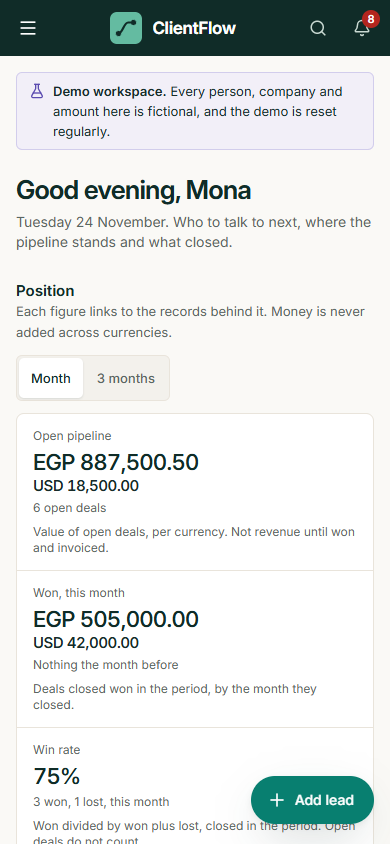 ClientFlow
8
Demo workspace. Every person, company and
amount here is fictional, and the demo is reset
regularly.
Good evening, Mona
Tuesday 24 November. Who to talk to next, where the
pipeline stands and what closed.
Position
Each figure links to the records behind it. Money is never
added across currencies.
Month
3 months
Open pipeline
EGP 887,500.50
USD 18,500.00
6 open deals
Value of open deals, per currency. Not revenue until won
and invoiced.
Won, this month
EGP 505,000.00
USD 42,000.00
Nothing the month before
Deals closed won in the period, by the month they
closed.
Win rate
75%
3 won, 1 lost, this month
Add lead
Won divided by won plus lost, closed in the period. Open
deals do not count.